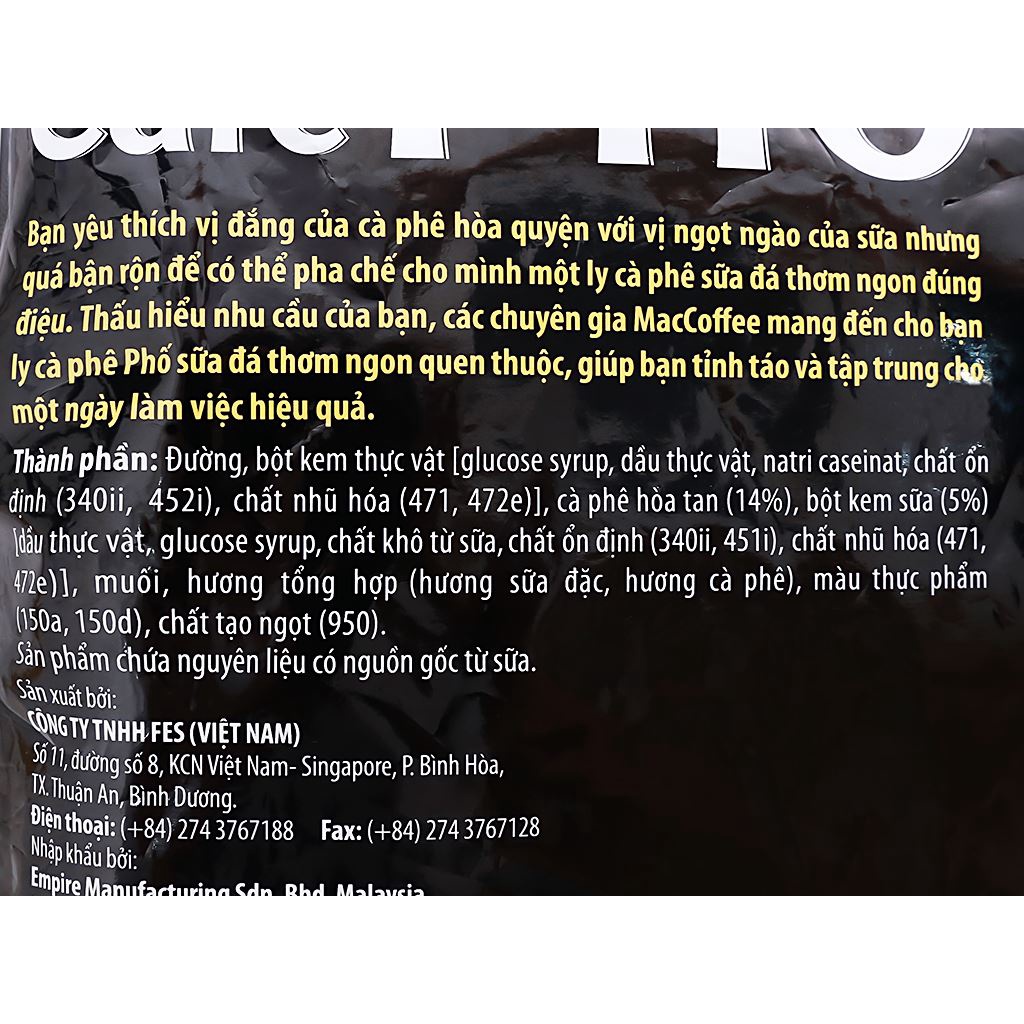 café PHỐ
Bạn yêu thích vị đắng của cà phê hòa quyện với vị ngọt ngào của sữa nhưng
quá bận rộn để có thể pha chế cho mình một ly cà phê sữa đá thơm ngon đúng
điệu. Thấu hiểu nhu cầu của bạn, các chuyên gia MacCoffee mang đến cho bạn
ly cà phê Phố sữa đá thơm ngon quen thuộc, giúp bạn tỉnh táo và tập trung cho
một ngày làm việc hiệu quả.
Thành phần: Đường, bột kem thực vật [glucose syrup, dầu thực vật, natri caseinat, chất ổn
định (340ii, 452i), chất nhũ hóa (471, 472e)], cà phê hòa tan (14%), bột kem sữa (5%)
[dầu thực vật, glucose syrup, chất khô từ sữa, chất ổn định (340ii, 451i), chất nhũ hóa (471,
472e)], muối, hương tổng hợp (hương sữa đặc, hương cà phê), màu thực phẩm
(150a, 150d), chất tạo ngọt (950).
Sản phẩm chứa nguyên liệu có nguồn gốc từ sữa.
Sản xuất bởi:
CÔNG TY TNHH FES (VIỆT NAM)
Số 11, đường số 8, KCN Việt Nam- Singapore, P. Bình Hòa,
TX. Thuận An, Bình Dương.
Điện thoại: (+84) 274 3767188 Fax: (+84) 274 3767128
Nhập khẩu bởi:
Empire Manufacturing Sdn. Bhd. Malaysia